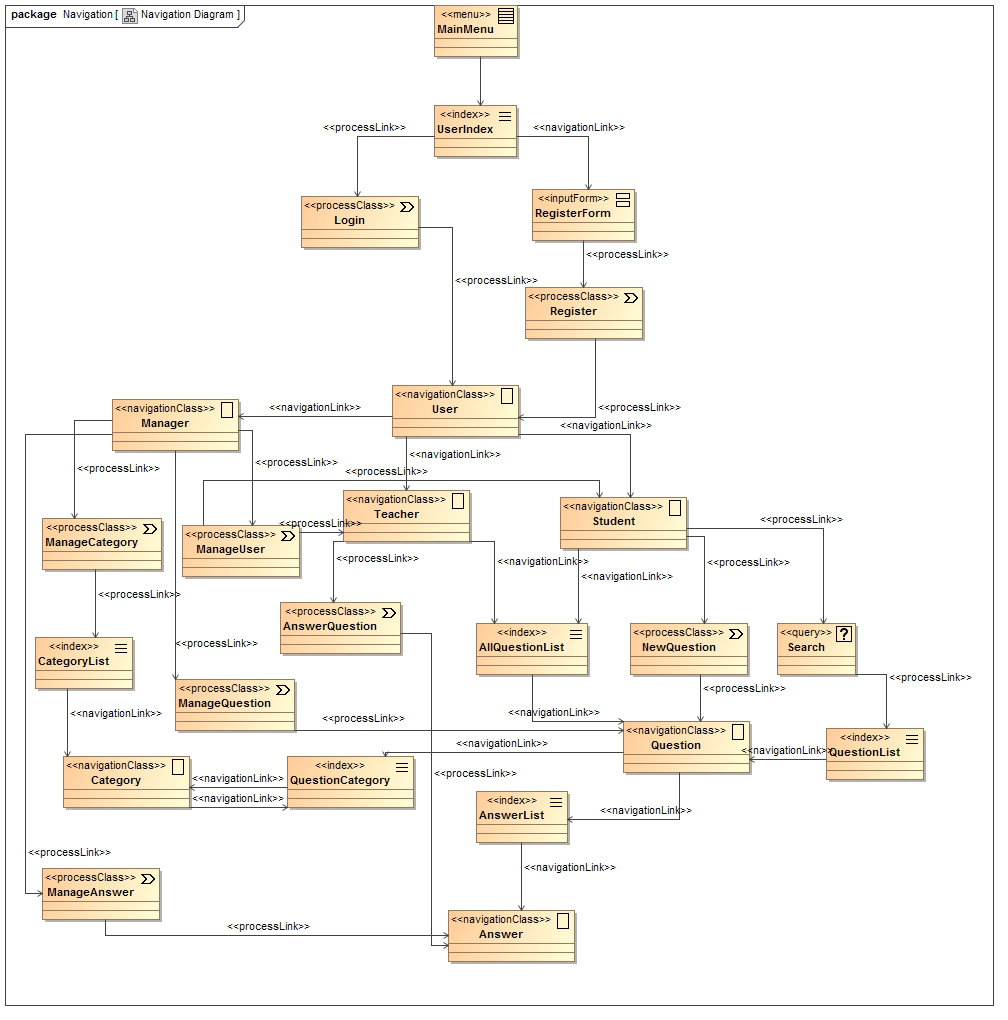 package Navigation [ Navigation Diagram ]
<<menu>>
MainMenu
<<index>>
UserIndex
<<processLink>>
<<navigationLink>>
<<processClass>>
Login
<<inputForm>>
RegisterForm
<<processLink>>
<<processLink>>
<<processClass>>
Register
<<navigationClass>>
User
<<navigationLink>>
<<processLink>>
<<navigationClass>>
Manager
<<navigationLink>>
<<navigationLink>>
<<processLink>>
<<processLink>>
<<processLink>>
<<navigationClass>>
Teacher
<<navigationClass>>
Student
<<processLink>>
<<processLink>>
<<processClass>>
ManageCategory
<<processClass>>
ManageUser
<<processLink>>
<<navigationLink>>
<<navigationLink>>
<<processLink>>
<<processLink>>
<<processClass>>
AnswerQuestion
<<index>>
AllQuestionList
<<processClass>>
NewQuestion
<<query>>
?
Search
<<processLink>>
<<index>>
CategoryList
<<processLink>>
<<processLink>>
<<processClass>>
ManageQuestion
<<navigationLink>>
<<processLink>>
<<navigationLink>>
<<navigationClass>>
Question
<<index>>
QuestionList
<<navigationLink>>
<<navigationLink>>
<<navigationClass>>
Category
<<index>>
QuestionCategory
<<navigationLink>>
<<navigationLink>>
<<processLink>>
<<index>>
AnswerList
<<navigationLink>>
<<processLink>>
<<navigationLink>>
<<processClass>>
ManageAnswer
<<processLink>>
<<navigationClass>>
Answer